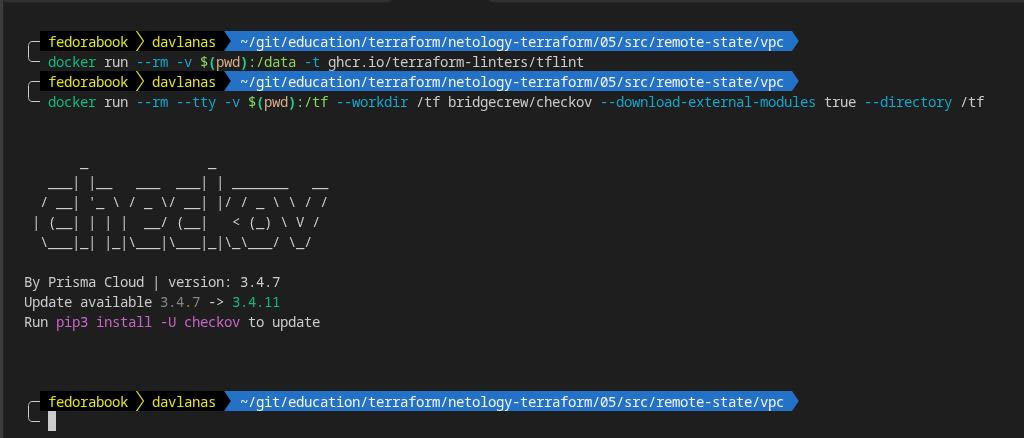 fedorabook davlanas ~/git/education/terraform/netology-terraform/05/src/remote-state/vpc
docker run --rm -v $(pwd):/data -t ghcr.io/terraform-linters/tflint
fedorabook davlanas ~/git/education/terraform/netology-terraform/05/src/remote-state/vpc
docker run --rm --tty -v $(pwd):/tf --workdir /tf bridgecrew/checkov --download-external-modules true --directory /tf
checkov
By Prisma Cloud | version: 3.4.7
Update available 3.4.7 -> 3.4.11
Run pip3 install -U checkov to update
fedorabook davlanas ~/git/education/terraform/netology-terraform/05/src/remote-state/vpc